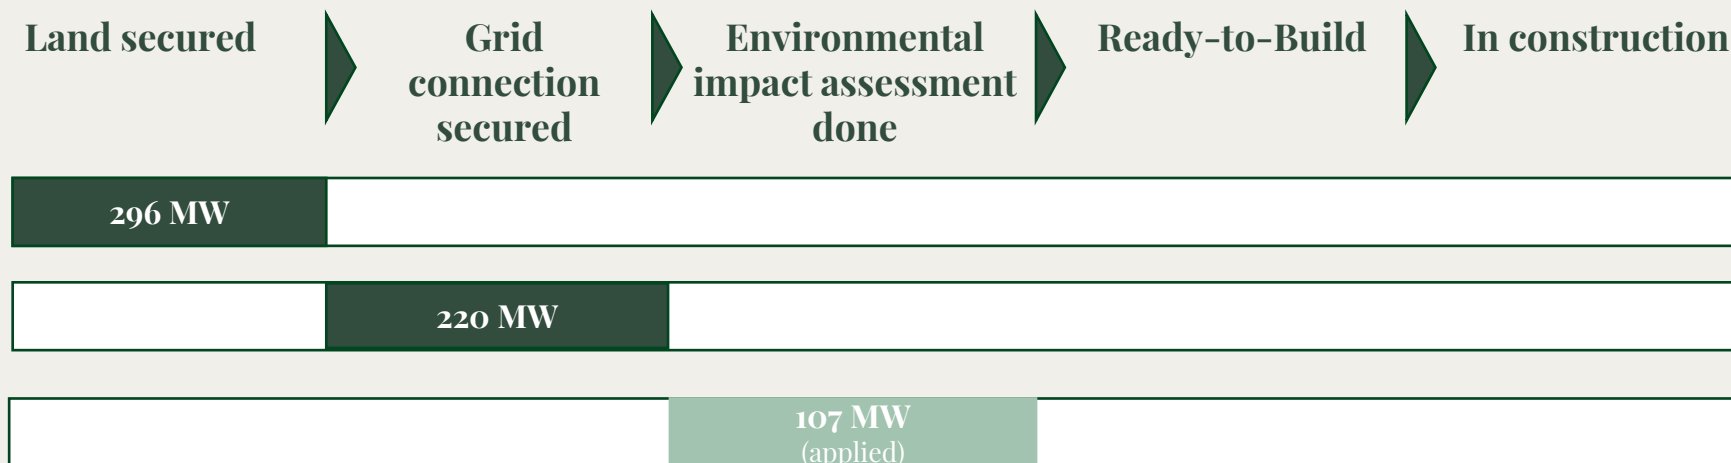 Land secured
Grid
connection
secured
Environmental
impact assessment
done
Ready-to-Build
In construction
296 MW
220 MW
107 MW
(applied)